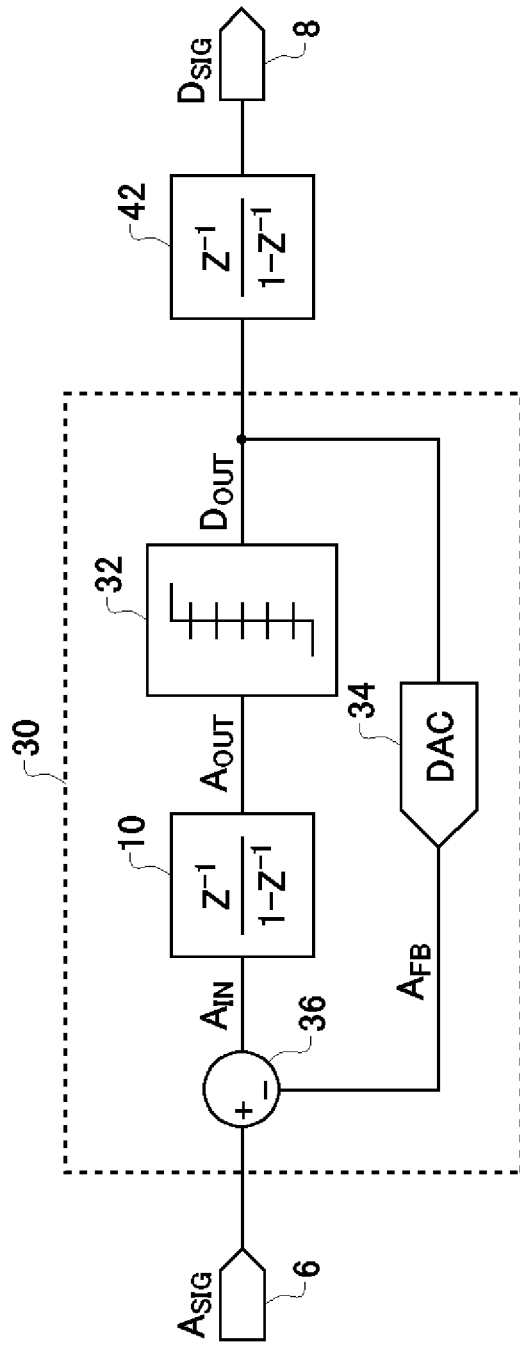 30
A_SIG
6
36
+
−
A_IN
10
Z⁻¹
1−Z⁻¹
A_OUT
32
D_OUT
42
Z⁻¹
1−Z⁻¹
D_SIG
8
A_FB
34
DAC